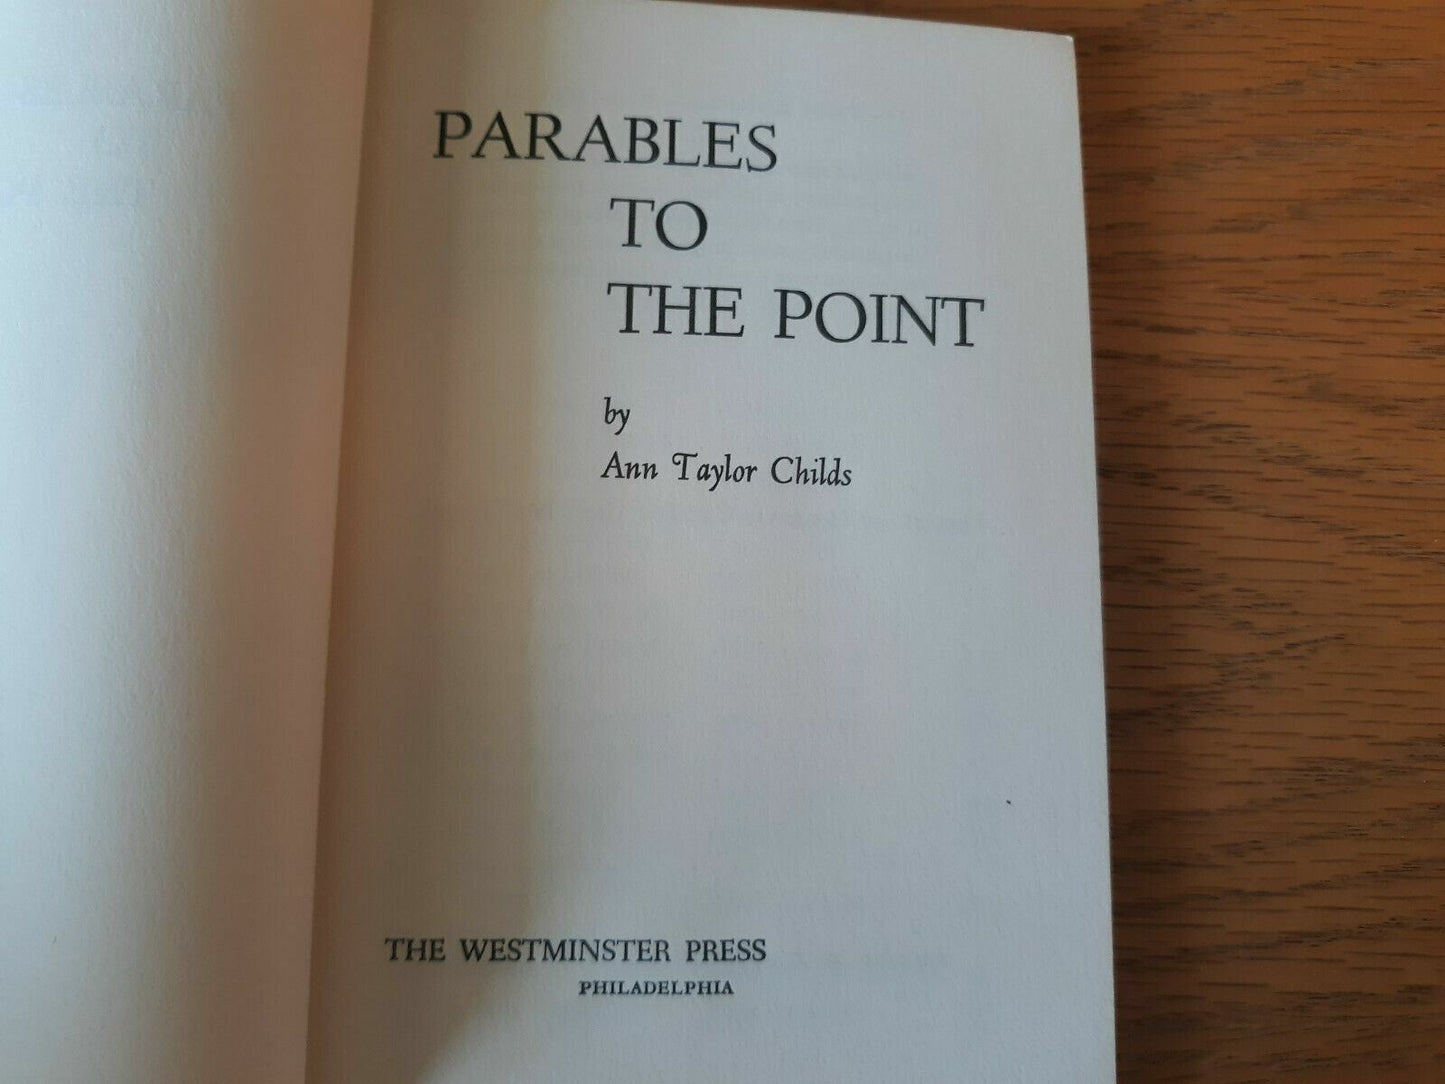 PARABLES
TO
THE POINT
by
Ann Taylor Childs
THE WESTMINSTER PRESS
PHILADELPHIA